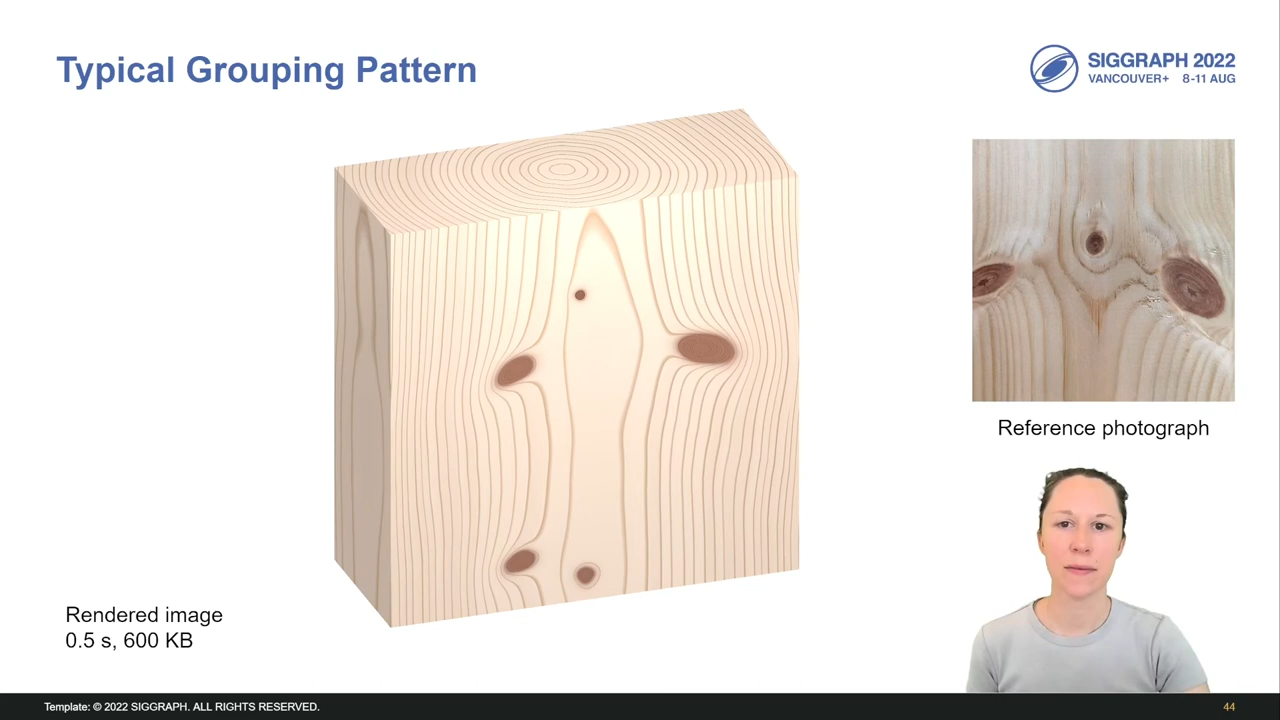 Typical Grouping Pattern
SIGGRAPH 2022
VANCOUVER+ 8-11 AUG
Reference photograph
Rendered image
0.5 s, 600 KB
Template: © 2022 SIGGRAPH. ALL RIGHTS RESERVED.
44